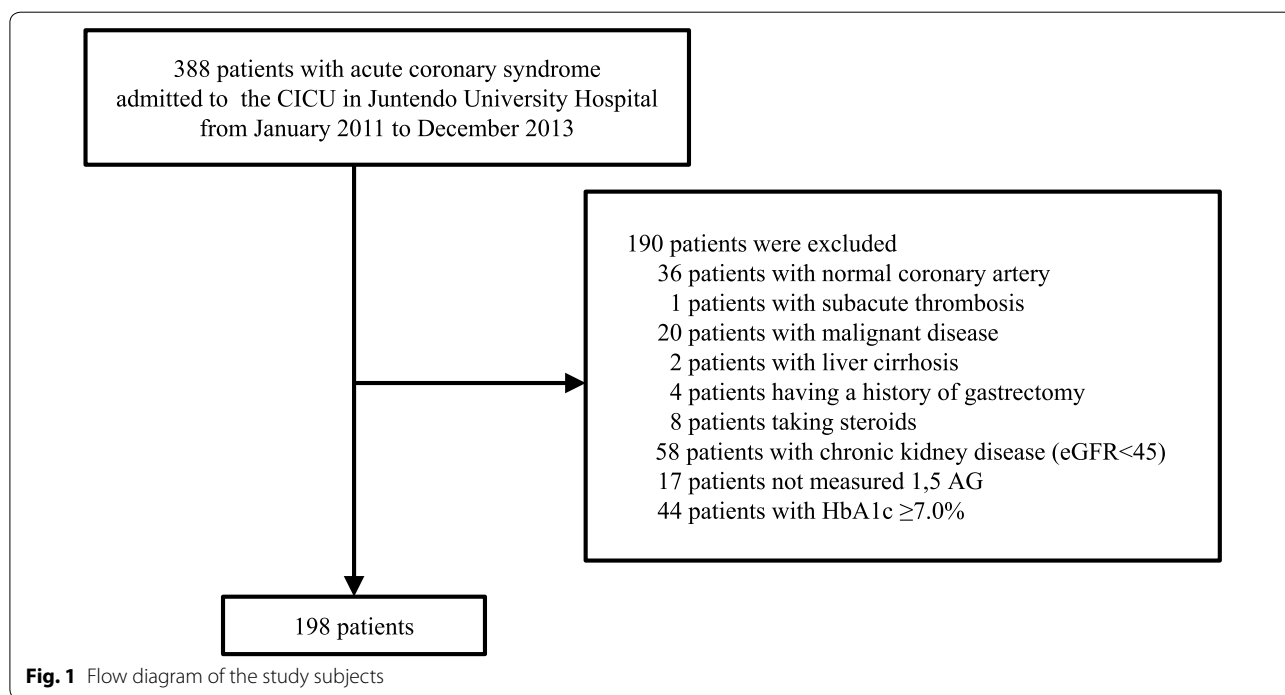 388 patients with acute coronary syndrome
admitted to the CICU in Juntendo University Hospital
from January 2011 to December 2013
190 patients were excluded
36 patients with normal coronary artery
1 patients with subacute thrombosis
20 patients with malignant disease
2 patients with liver cirrhosis
4 patients having a history of gastrectomy
8 patients taking steroids
58 patients with chronic kidney disease (eGFR<45)
17 patients not measured 1,5 AG
44 patients with HbA1c ≥7.0%
198 patients
Fig. 1 Flow diagram of the study subjects